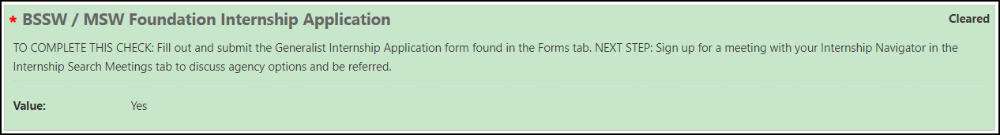 * BSSW / MSW Foundation Internship Application
Cleared
TO COMPLETE THIS CHECK: Fill out and submit the Generalist Internship Application form found in the Forms tab. NEXT STEP: Sign up for a meeting with your Internship Navigator in the
Internship Search Meetings tab to discuss agency options and be referred.
Value: Yes